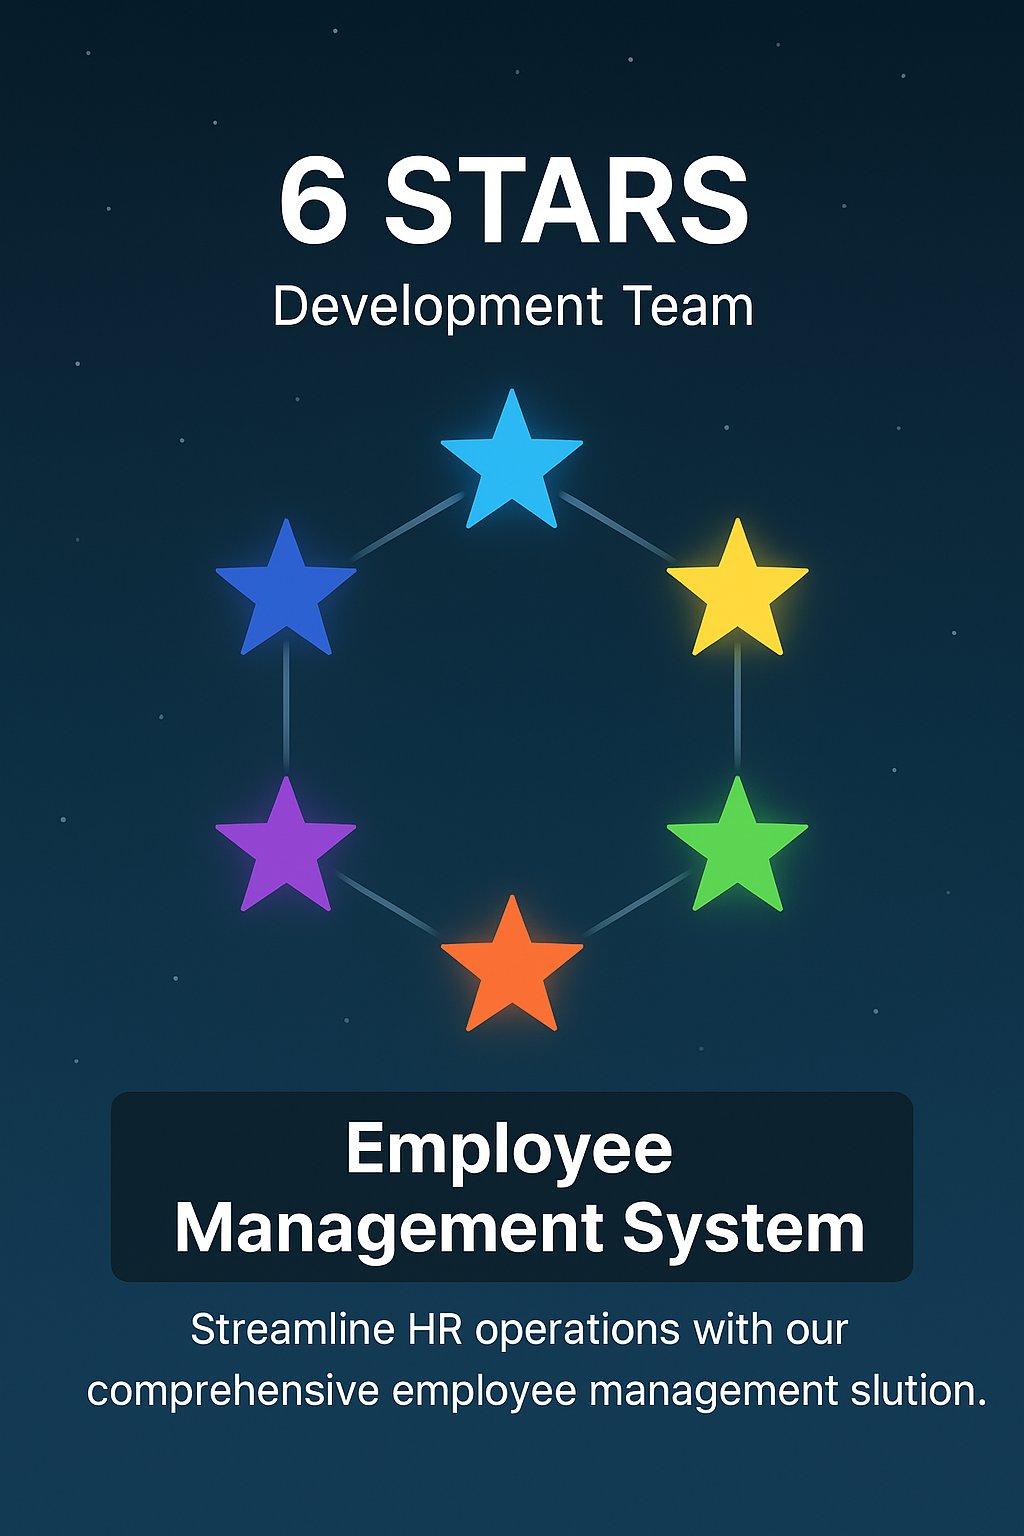 6 STARS
Development Team
Employee
Management System
Streamline HR operations with our
comprehensive employee management slution.